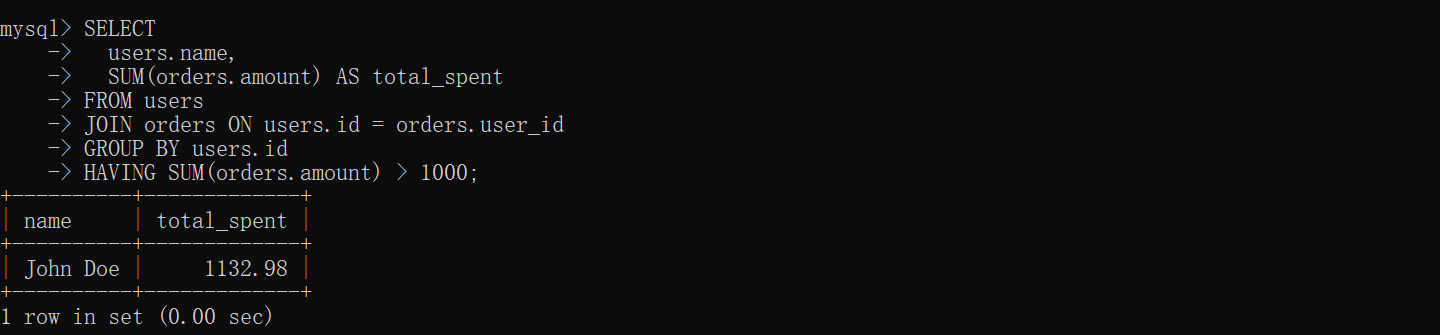 mysql> SELECT
    ->   users.name,
    ->   SUM(orders.amount) AS total_spent
    -> FROM users
    -> JOIN orders ON users.id = orders.user_id
    -> GROUP BY users.id
    -> HAVING SUM(orders.amount) > 1000;
+----------+-------------+
| name     | total_spent |
+----------+-------------+
| John Doe |     1132.98 |
+----------+-------------+
1 row in set (0.00 sec)